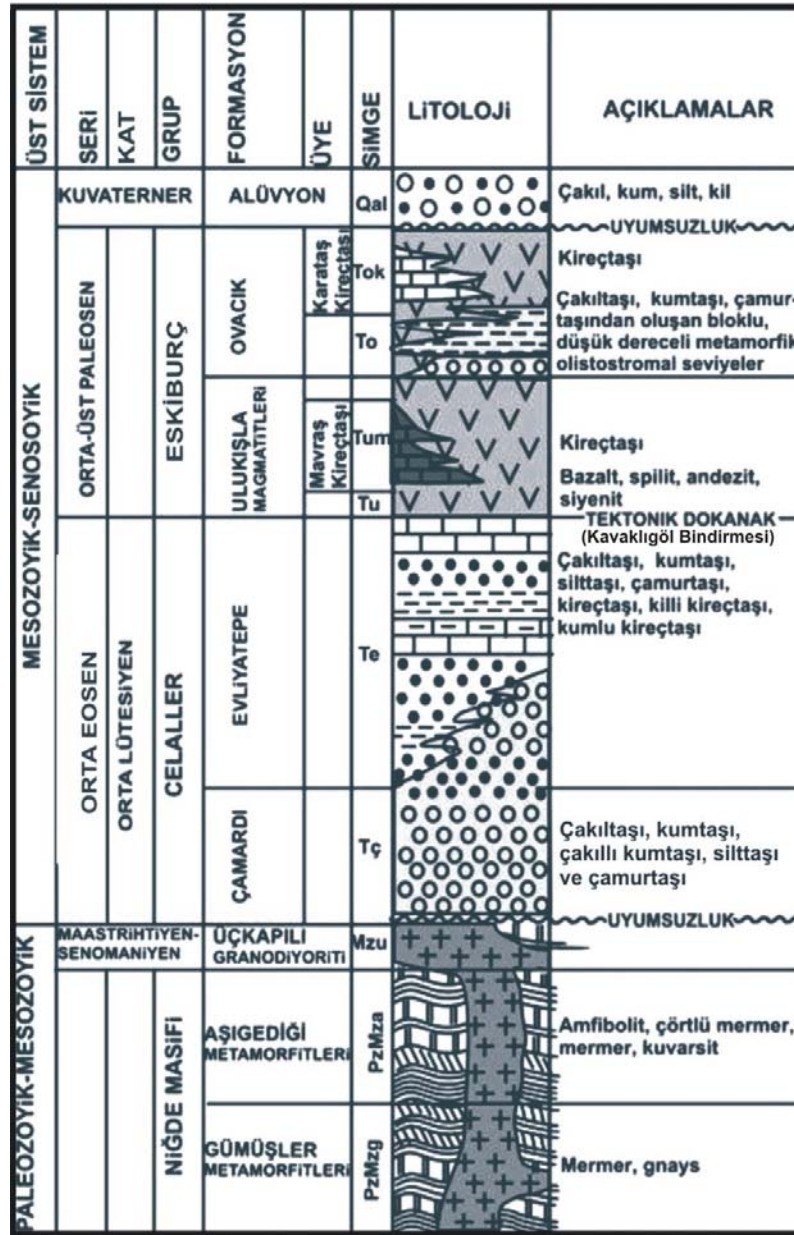 ÜST SİSTEM
SERİ
KAT
GRUP
FORMASYON
ÜYE
SİMGE
LİTOLOJİ
AÇIKLAMALAR
KUVATERNER
ALÜVYON
Qal
Çakıl, kum, silt, kil
UYUMSUZLUK
MESOZOYİK-SENOSOYİK
ORTA-ÜST PALEOSEN
ESKİBURÇ
OVACIK
Karataş
Kireçtaşı
Tok
Kireçtaşı
To
Çakıltaşı, kumtaşı, çamur-
taşından oluşan bloklu,
düşük dereceli metamorfik
olistostromal seviyeler
ULUKIŞLA
MAGMATİTLERİ
Mavraş
Kireçtaşı
Tum
Kireçtaşı
Tu
Bazalt, spilit, andezit,
siyenit
TEKTONIK DOKANAK
(Kavaklıgöl Bindirmesi)
ORTA EOSEN
ORTA LÜTESİYEN
CELALLER
EVLİYATEPE
Te
Çakıltaşı, kumtaşı,
silttaşı, çamurtaşı,
kireçtaşı, killi kireçtaşı,
kumlu kireçtaşı
ÇAMARDI
Tç
Çakıltaşı, kumtaşı,
çakıllı kumtaşı, silttaşı
ve çamurtaşı
UYUMSUZLUK
PALEOZOYİK-MESOZOYİK
MAASTRİHTİYEN-
SENOMANİYEN
ÜÇKAPILI
GRANODİYORİTİ
Mzu
NİĞDE MASİFİ
AŞIGEDİĞİ
METAMORFİTLERİ
PzMza
Amfibolit, çörtlü mermer,
mermer, kuvarsit
GÜMÜŞLER
METAMORFİTLERİ
PzMzg
Mermer, gnays